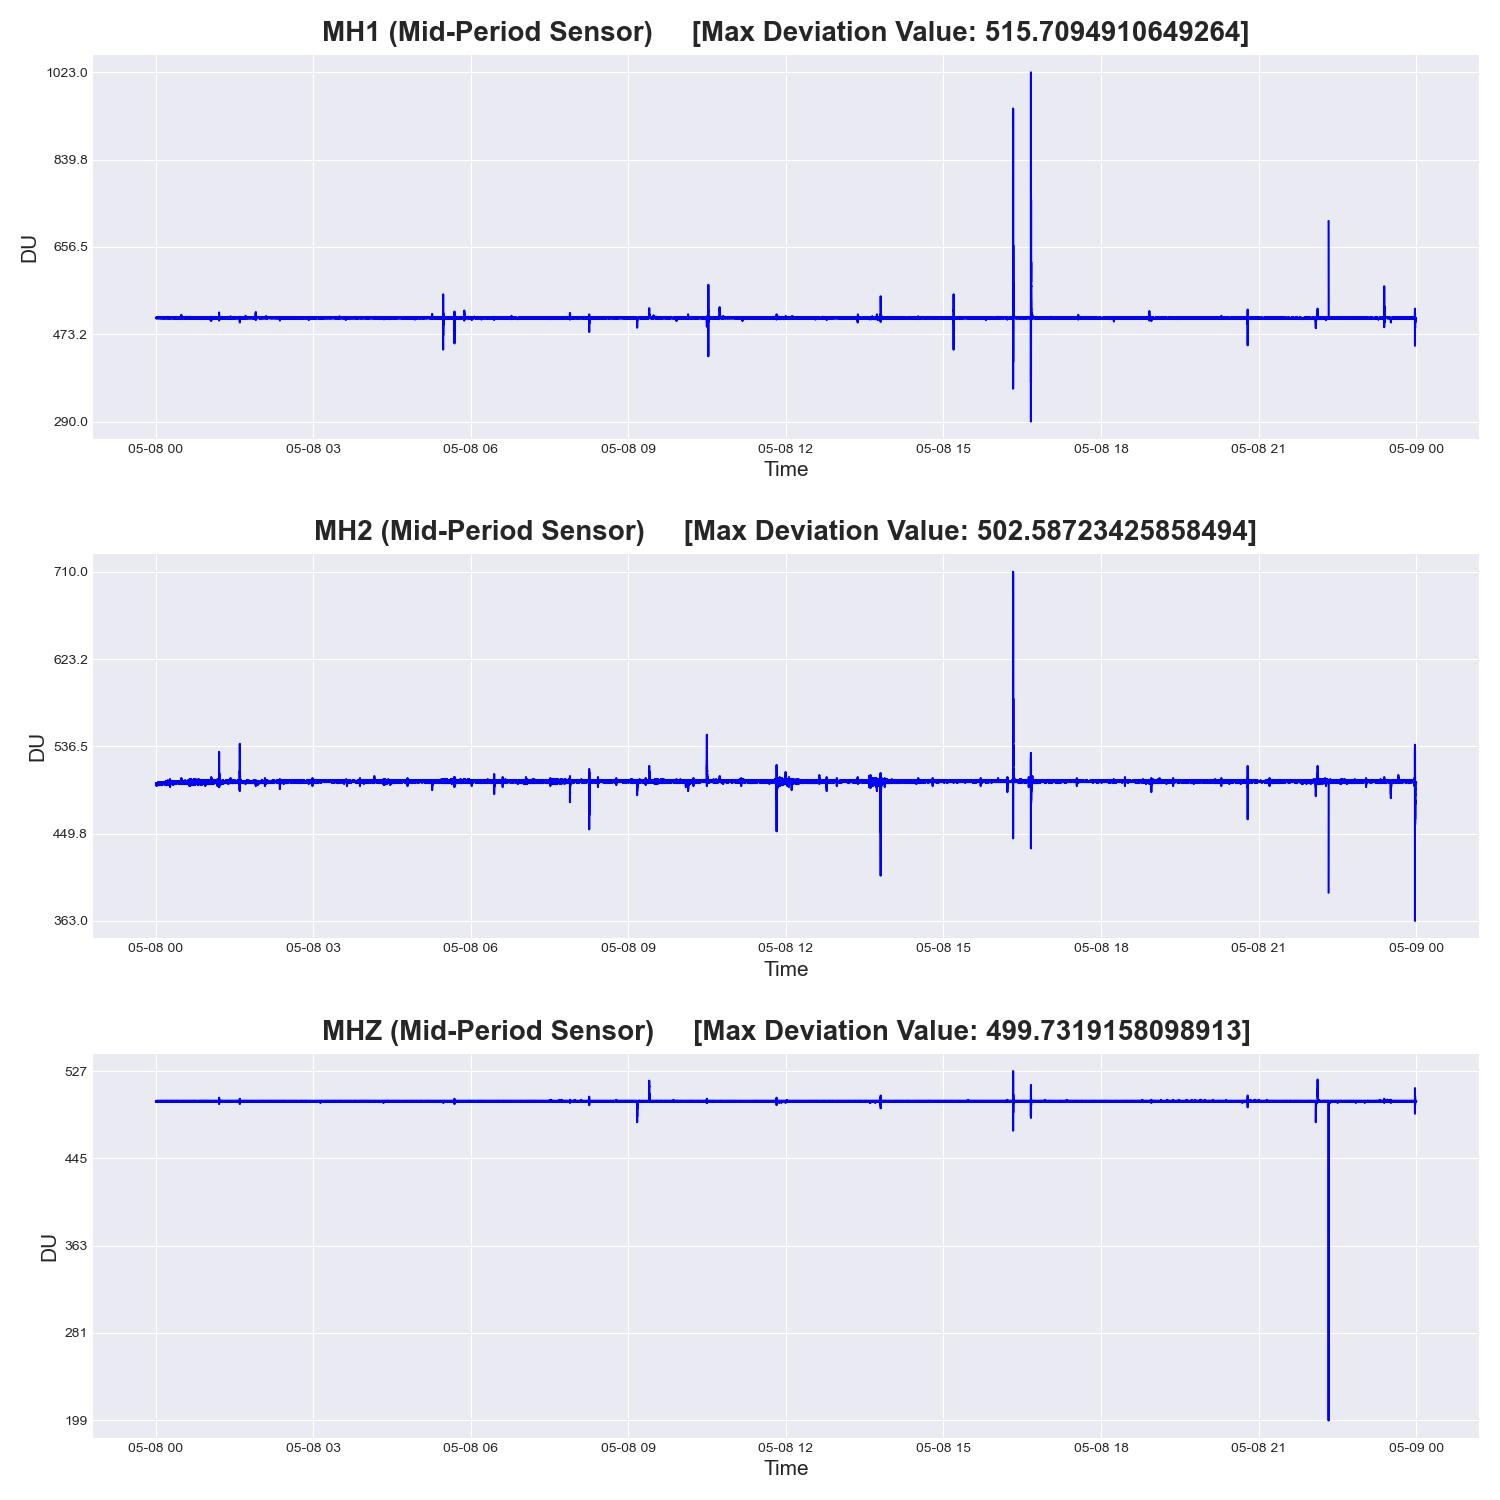 MH1 (Mid-Period Sensor) [Max Deviation Value: 515.7094910649264]
1023.0
839.8
656.5
473.2
290.0
DU
05-08 00 05-08 03 05-08 06 05-08 09 05-08 12 05-08 15 05-08 18 05-08 21 05-09 00
Time
MH2 (Mid-Period Sensor) [Max Deviation Value: 502.58723425858494]
710.0
623.2
536.5
449.8
363.0
DU
05-08 00 05-08 03 05-08 06 05-08 09 05-08 12 05-08 15 05-08 18 05-08 21 05-09 00
Time
MHZ (Mid-Period Sensor) [Max Deviation Value: 499.7319158098913]
527
445
363
281
199
DU
05-08 00 05-08 03 05-08 06 05-08 09 05-08 12 05-08 15 05-08 18 05-08 21 05-09 00
Time